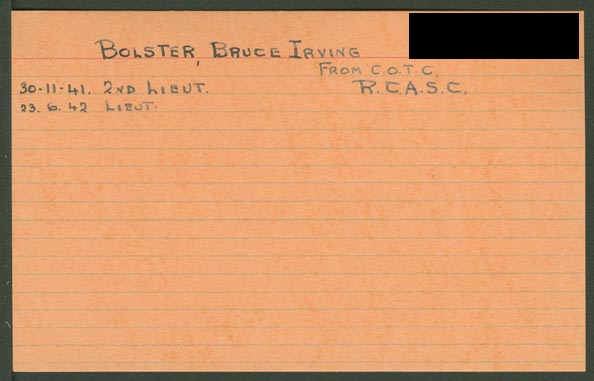 BOLSTER, BRUCE IRVING
FROM C.O.T.C.
30-11-41. 2ND LIEUT. R.C.A.S.C.
23. 6. 42 LIEUT.